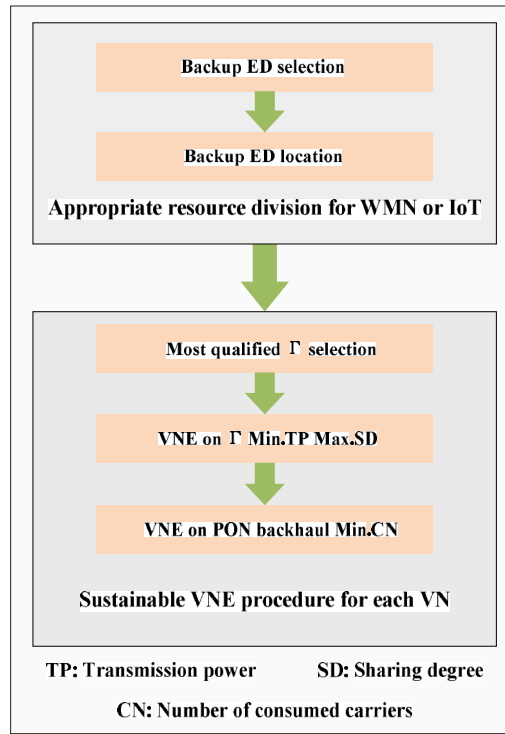 Backup ED selection
Backup ED location
Appropriate resource division for WMN or IoT
Most qualified Γ selection
VNE on Γ Min.TP Max.SD
VNE on PON backhaul Min.CN
Sustainable VNE procedure for each VN
TP: Transmission power SD: Sharing degree
CN: Number of consumed carriers